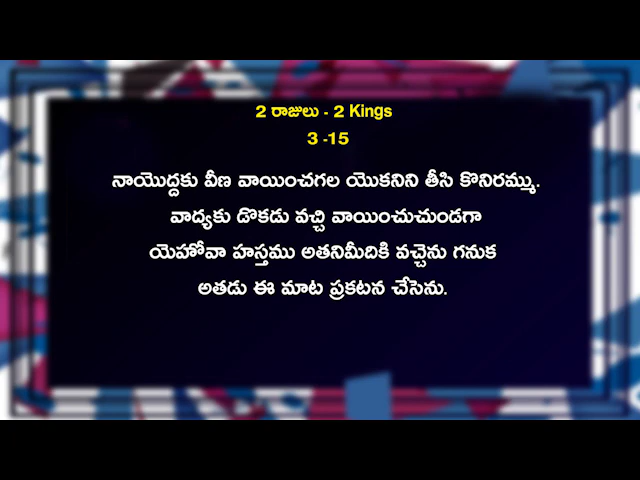 2 రాజులు - 2 Kings
3 -15
నాయొద్దకు వీణ వాయించగల యొకనిని తీసి కొనిరమ్ము.
వాద్యకు డొకడు వచ్చి వాయించుచుండగా
యెహోవా హస్తము అతనిమీదికి వచ్చెను గనుక
అతడు ఈ మాట ప్రకటన చేసెను.